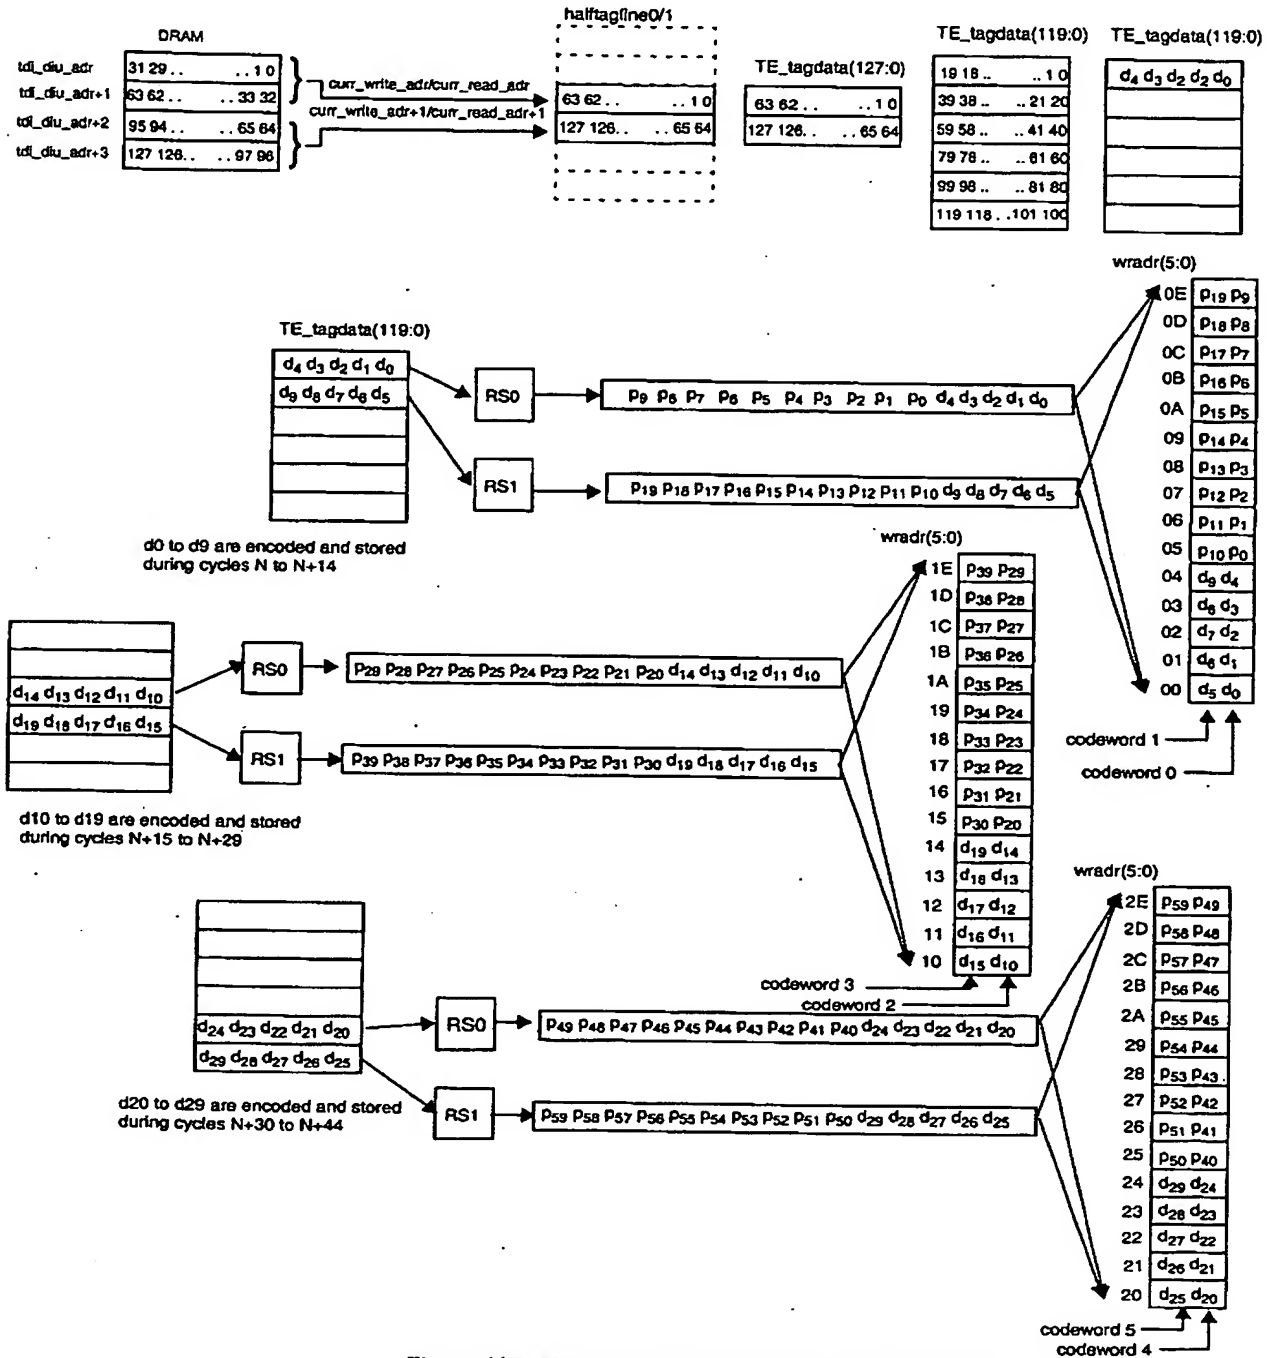 halftagline0/1
DRAM
TE_tagdata(119:0)
TE_tagdata(119:0)
TE_tagdata(127:0)
tdi_diu_adr
31 29 . . . . 1 0
tdi_diu_adr+1
63 62 . . . . 33 32
tdi_diu_adr+2
95 94 . . . . 65 64
tdi_diu_adr+3
127 126. . . . 97 96
curr_write_adr/curr_read_adr
curr_write_adr+1/curr_read_adr+1
63 62 . . . . 1 0
127 126. . . . 65 64
63 62 . . . . 1 0
127 126. . . . 65 64
19 18 . . . . 1 0
39 38 . . . . 21 20
59 58 . . . . 41 40
79 78 . . . . 61 60
99 98 . . . . 81 80
119 118 . . 101 100
d4 d3 d2 d2 d0
wradr(5:0)
0E p19 p9
0D p18 p8
0C p17 p7
0B p16 p6
0A p15 p5
09 p14 p4
08 p13 p3
07 p12 p2
06 p11 p1
05 p10 p0
04 d9 d4
03 d8 d3
02 d7 d2
01 d6 d1
00 d5 d0
codeword 1
codeword 0
TE_tagdata(119:0)
d4 d3 d2 d1 d0
d9 d8 d7 d6 d5
RS0
p9 p8 p7 p6 p5 p4 p3 p2 p1 p0 d4 d3 d2 d1 d0
RS1
p19 p18 p17 p16 p15 p14 p13 p12 p11 p10 d9 d8 d7 d6 d5
d0 to d9 are encoded and stored
during cycles N to N+14
wradr(5:0)
1E p39 p29
1D p38 p28
1C p37 p27
1B p36 p26
1A p35 p25
19 p34 p24
18 p33 p23
17 p32 p22
16 p31 p21
15 p30 p20
14 d19 d14
13 d18 d13
12 d17 d12
11 d16 d11
10 d15 d10
codeword 3
codeword 2
d14 d13 d12 d11 d10
d19 d18 d17 d16 d15
RS0
p29 p28 p27 p26 p25 p24 p23 p22 p21 p20 d14 d13 d12 d11 d10
RS1
p39 p38 p37 p36 p35 p34 p33 p32 p31 p30 d19 d18 d17 d16 d15
d10 to d19 are encoded and stored
during cycles N+15 to N+29
wradr(5:0)
2E p59 p49
2D p58 p48
2C p57 p47
2B p56 p46
2A p55 p45
29 p54 p44
28 p53 p43
27 p52 p42
26 p51 p41
25 p50 p40
24 d29 d24
23 d28 d23
22 d27 d22
21 d26 d21
20 d25 d20
codeword 5
codeword 4
d24 d23 d22 d21 d20
d29 d28 d27 d26 d25
RS0
p49 p48 p47 p46 p45 p44 p43 p42 p41 p40 d24 d23 d22 d21 d20
RS1
p59 p58 p57 p56 p55 p54 p53 p52 p51 p50 d29 d28 d27 d26 d25
d20 to d29 are encoded and stored
during cycles N+30 to N+44